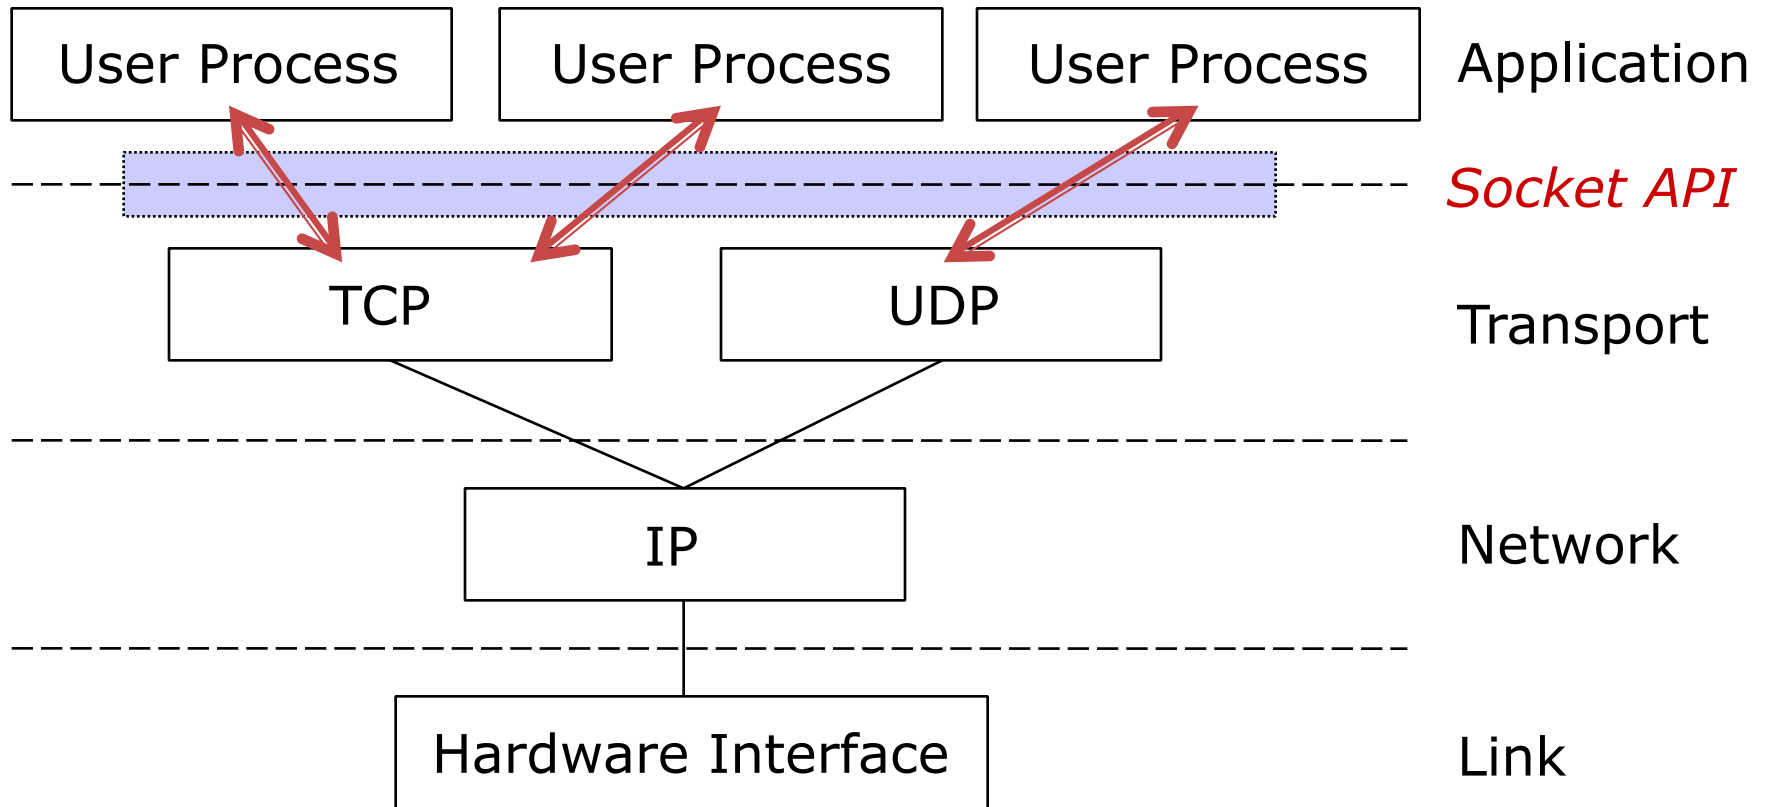 User Process User Process User Process Application
Socket API
TCP UDP Transport
IP Network
Hardware Interface Link